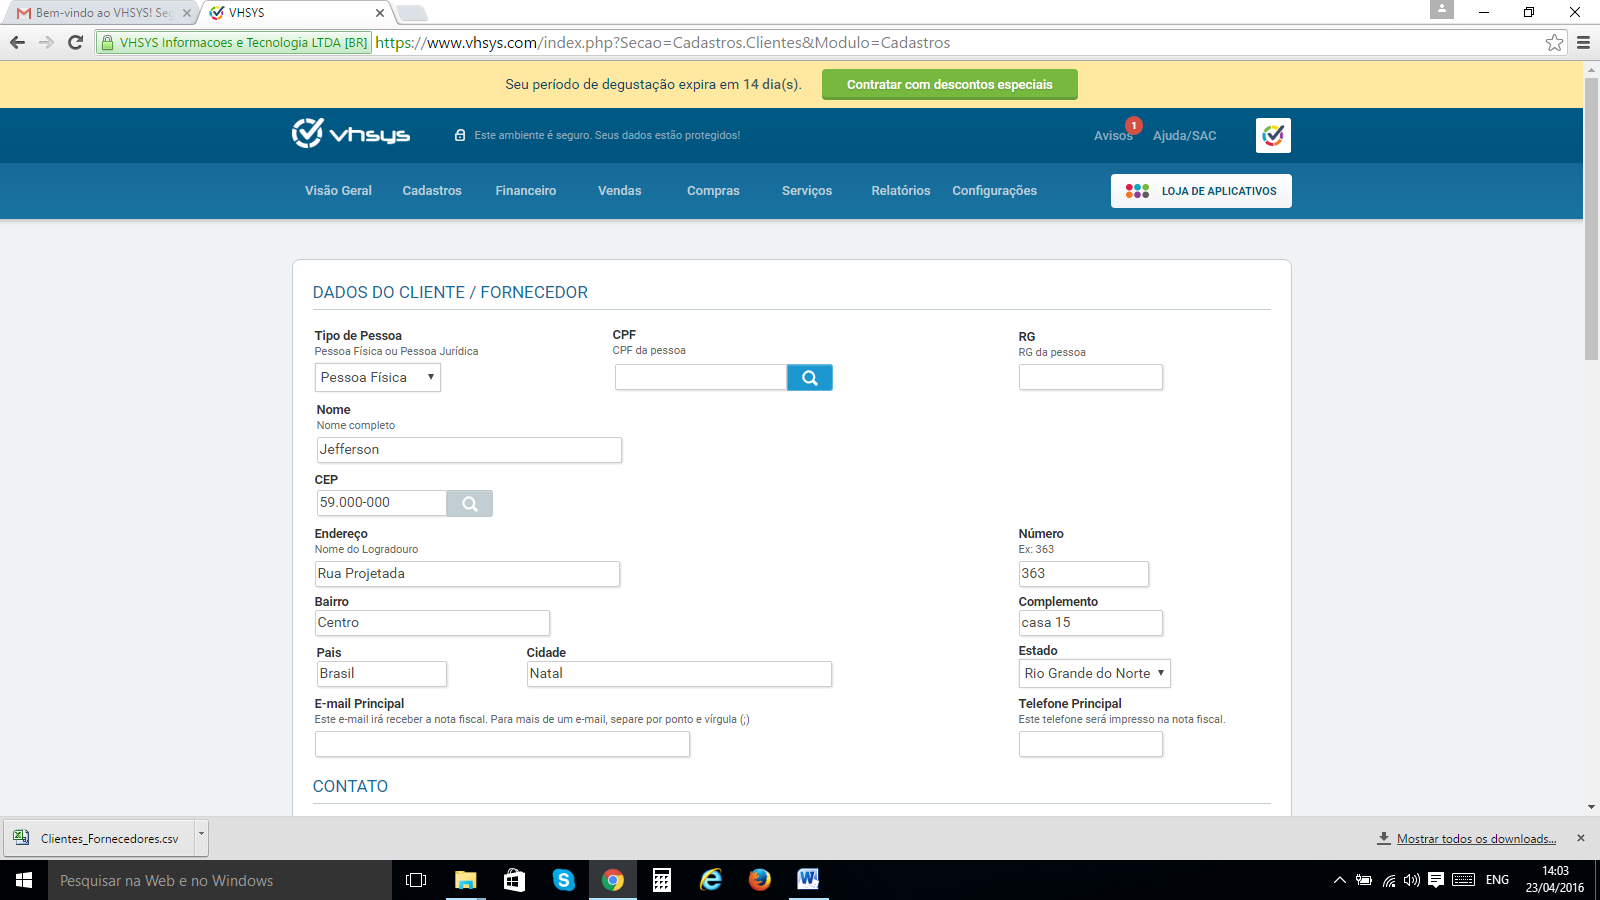 Bem-vindo ao VHSYS! Seg
VHSYS
VHSYS Informacoes e Tecnologia LTDA [BR]
https://www.vhsys.com/index.php?Secao=Cadastros.Clientes&Modulo=Cadastros
Seu período de degustação expira em 14 dia(s).
Contratar com descontos especiais
vhsys
Este ambiente é seguro. Seus dados estão protegidos!
Avisos
1
Ajuda/SAC
Visão Geral
Cadastros
Financeiro
Vendas
Compras
Serviços
Relatórios
Configurações
LOJA DE APLICATIVOS
DADOS DO CLIENTE / FORNECEDOR
Tipo de Pessoa
Pessoa Física ou Pessoa Jurídica
Pessoa Física
CPF
CPF da pessoa
RG
RG da pessoa
Nome
Nome completo
Jefferson
CEP
59.000-000
Endereço
Nome do Logradouro
Rua Projetada
Número
Ex: 363
363
Bairro
Centro
Complemento
casa 15
Pais
Brasil
Cidade
Natal
Estado
Rio Grande do Norte
E-mail Principal
Este e-mail irá receber a nota fiscal. Para mais de um e-mail, separe por ponto e vírgula (;)
Telefone Principal
Este telefone será impresso na nota fiscal.
CONTATO
Clientes_Fornecedores.csv
Mostrar todos os downloads...
Pesquisar na Web e no Windows
ENG
14:03
23/04/2016